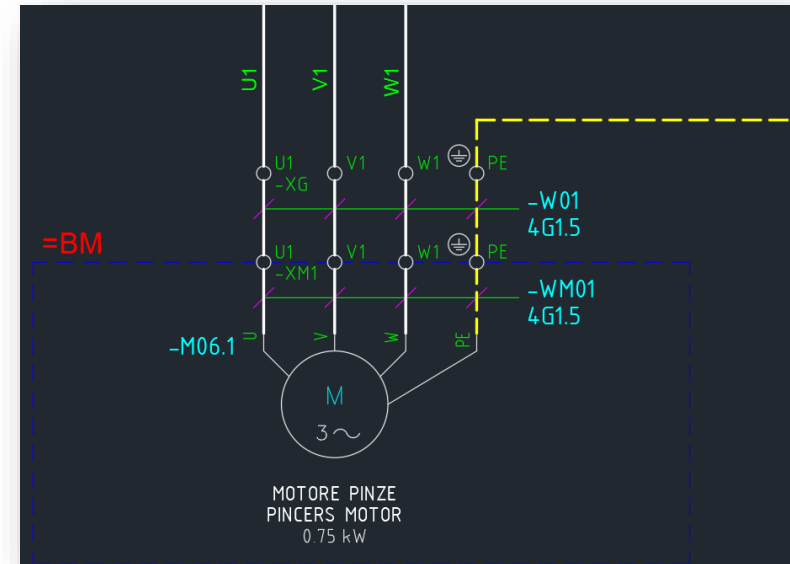 U1 V1 W1
U1 V1 W1 PE
-XG
-W01
4G1.5
=BM
U1 V1 W1 PE
-XM1
-WM01
4G1.5
-M06.1 U V W PE
M
3~
MOTORE PINZE
PINCERS MOTOR
0.75 kW